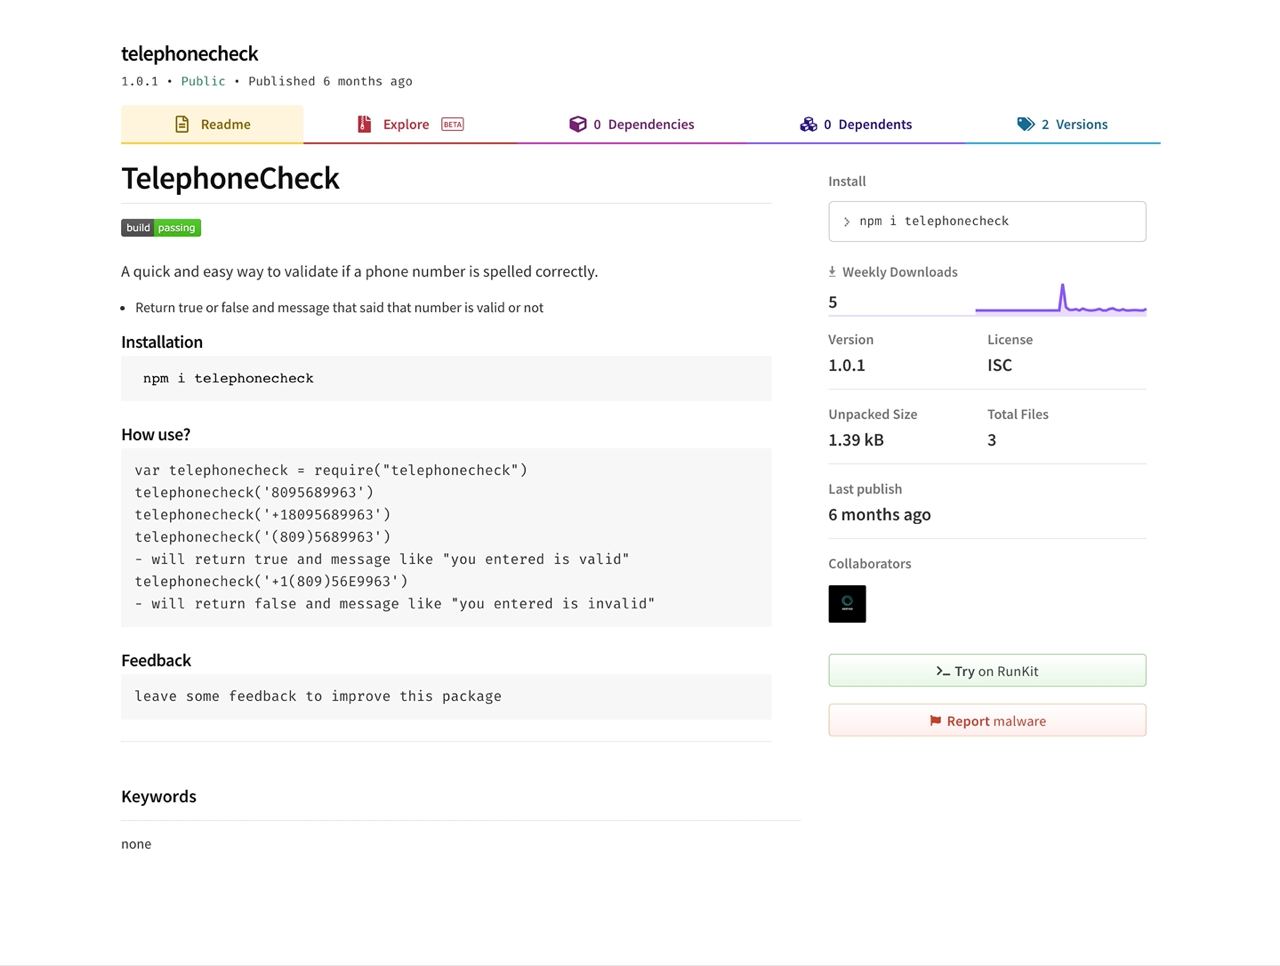 telephonecheck
1.0.1 • Public • Published 6 months ago
Readme
Explore BETA
0 Dependencies
0 Dependents
2 Versions
TelephoneCheck
build passing
A quick and easy way to validate if a phone number is spelled correctly.
• Return true or false and message that said that number is valid or not
Installation
npm i telephonecheck
How use?
var telephonecheck = require("telephonecheck")
telephonecheck('8095689963')
telephonecheck('+18095689963')
telephonecheck('(809)5689963')
- will return true and message like "you entered is valid"
telephonecheck('+1(809)56E9963')
- will return false and message like "you entered is invalid"
Feedback
leave some feedback to improve this package
Keywords
none
Install
> npm i telephonecheck
Weekly Downloads
5
Version
1.0.1
License
ISC
Unpacked Size
1.39 kB
Total Files
3
Last publish
6 months ago
Collaborators
Try on RunKit
Report malware